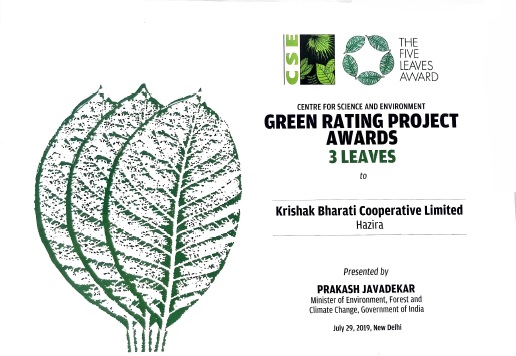 CSE
THE
FIVE
LEAVES
AWARD
CENTRE FOR SCIENCE AND ENVIRONMENT
GREEN RATING PROJECT
AWARDS
3 LEAVES
to
Krishak Bharati Cooperative Limited
Hazira
Presented by
PRAKASH JAVADEKAR
Minister of Environment, Forest and
Climate Change, Government of India
July 29, 2019, New Delhi